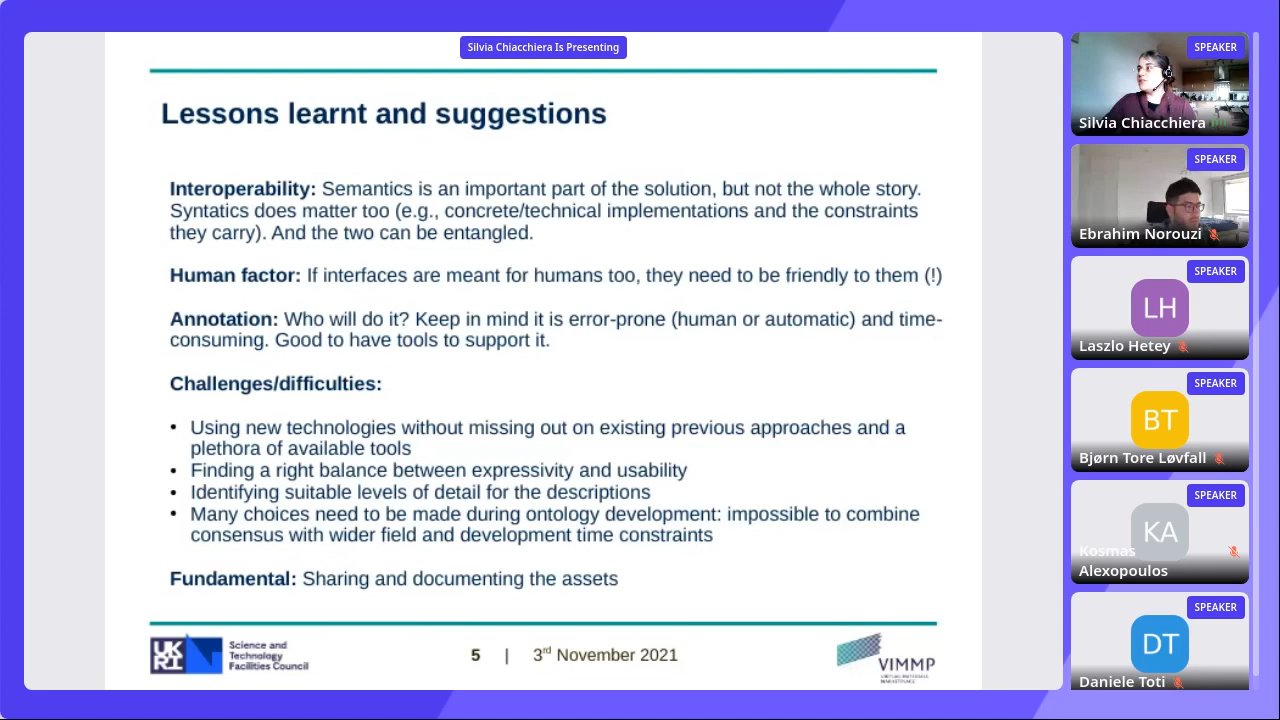 Silvia Chiacchiera Is Presenting
Lessons learnt and suggestions
Interoperability: Semantics is an important part of the solution, but not the whole story.
Syntatics does matter too (e.g., concrete/technical implementations and the constraints
they carry). And the two can be entangled.
Human factor: If interfaces are meant for humans too, they need to be friendly to them (!)
Annotation: Who will do it? Keep in mind it is error-prone (human or automatic) and time-
consuming. Good to have tools to support it.
Challenges/difficulties:
• Using new technologies without missing out on existing previous approaches and a
plethora of available tools
• Finding a right balance between expressivity and usability
• Identifying suitable levels of detail for the descriptions
• Many choices need to be made during ontology development: impossible to combine
consensus with wider field and development time constraints
Fundamental: Sharing and documenting the assets
UK
RI
Science and
Technology
Facilities Council
5 | 3rd November 2021
VIMMP
VIRTUAL MATERIALS
MARKETPLACE
SPEAKER
Silvia Chiacchiera
SPEAKER
Ebrahim Norouzi
SPEAKER
LH
Laszlo Hetey
SPEAKER
BT
Bjørn Tore Løvfall
SPEAKER
KA
Kosmas
Alexopoulos
SPEAKER
DT
Daniele Toti